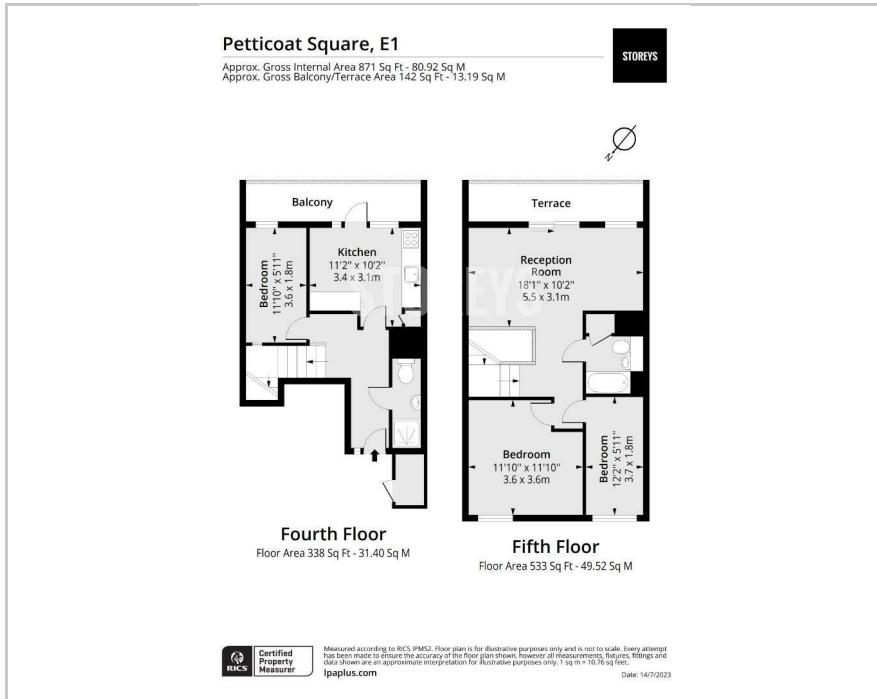 Petticoat Square, E1
Approx. Gross Internal Area 871 Sq Ft - 80.92 Sq M
Approx. Gross Balcony/Terrace Area 142 Sq Ft - 13.19 Sq M
STOREYS
N
Balcony
Kitchen
11'2" x 10'2"
3.4 x 3.1m
Bedroom
11'10" x 5'11"
3.6 x 1.8m
Fourth Floor
Floor Area 338 Sq Ft - 31.40 Sq M
Terrace
Reception
Room
18'1" x 10'2"
5.5 x 3.1m
Bedroom
11'10" x 11'10"
3.6 x 3.6m
Bedroom
12'2" x 5'11"
3.7 x 1.8m
Fifth Floor
Floor Area 533 Sq Ft - 49.52 Sq M
STOREYS
RICS
Certified
Property
Measurer
Measured according to RICS IPMS2. Floor plan is for illustrative purposes only and is not to scale. Every attempt
has been made to ensure the accuracy of the floor plan shown, however all measurements, fixtures, fittings and
data shown are an approximate interpretation for illustrative purposes only. 1 sq m = 10.76 sq feet.
lpaplus.com
Date: 14/7/2023